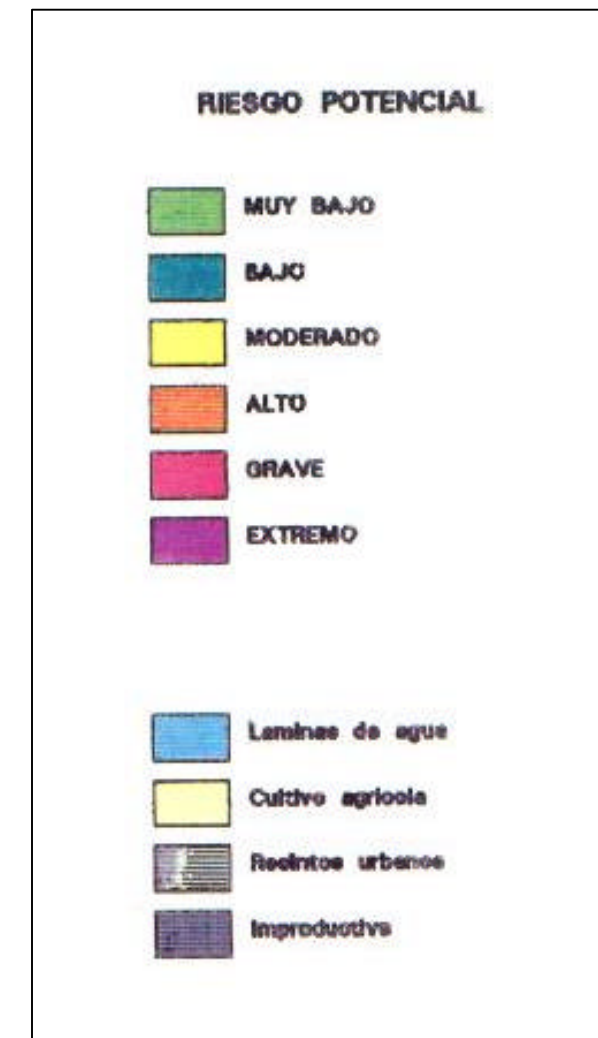 RIESGO POTENCIAL
MUY BAJO
BAJO
MODERADO
ALTO
GRAVE
EXTREMO
Laminas de agua
Cultivo agricola
Recintos urbanos
Improductivo